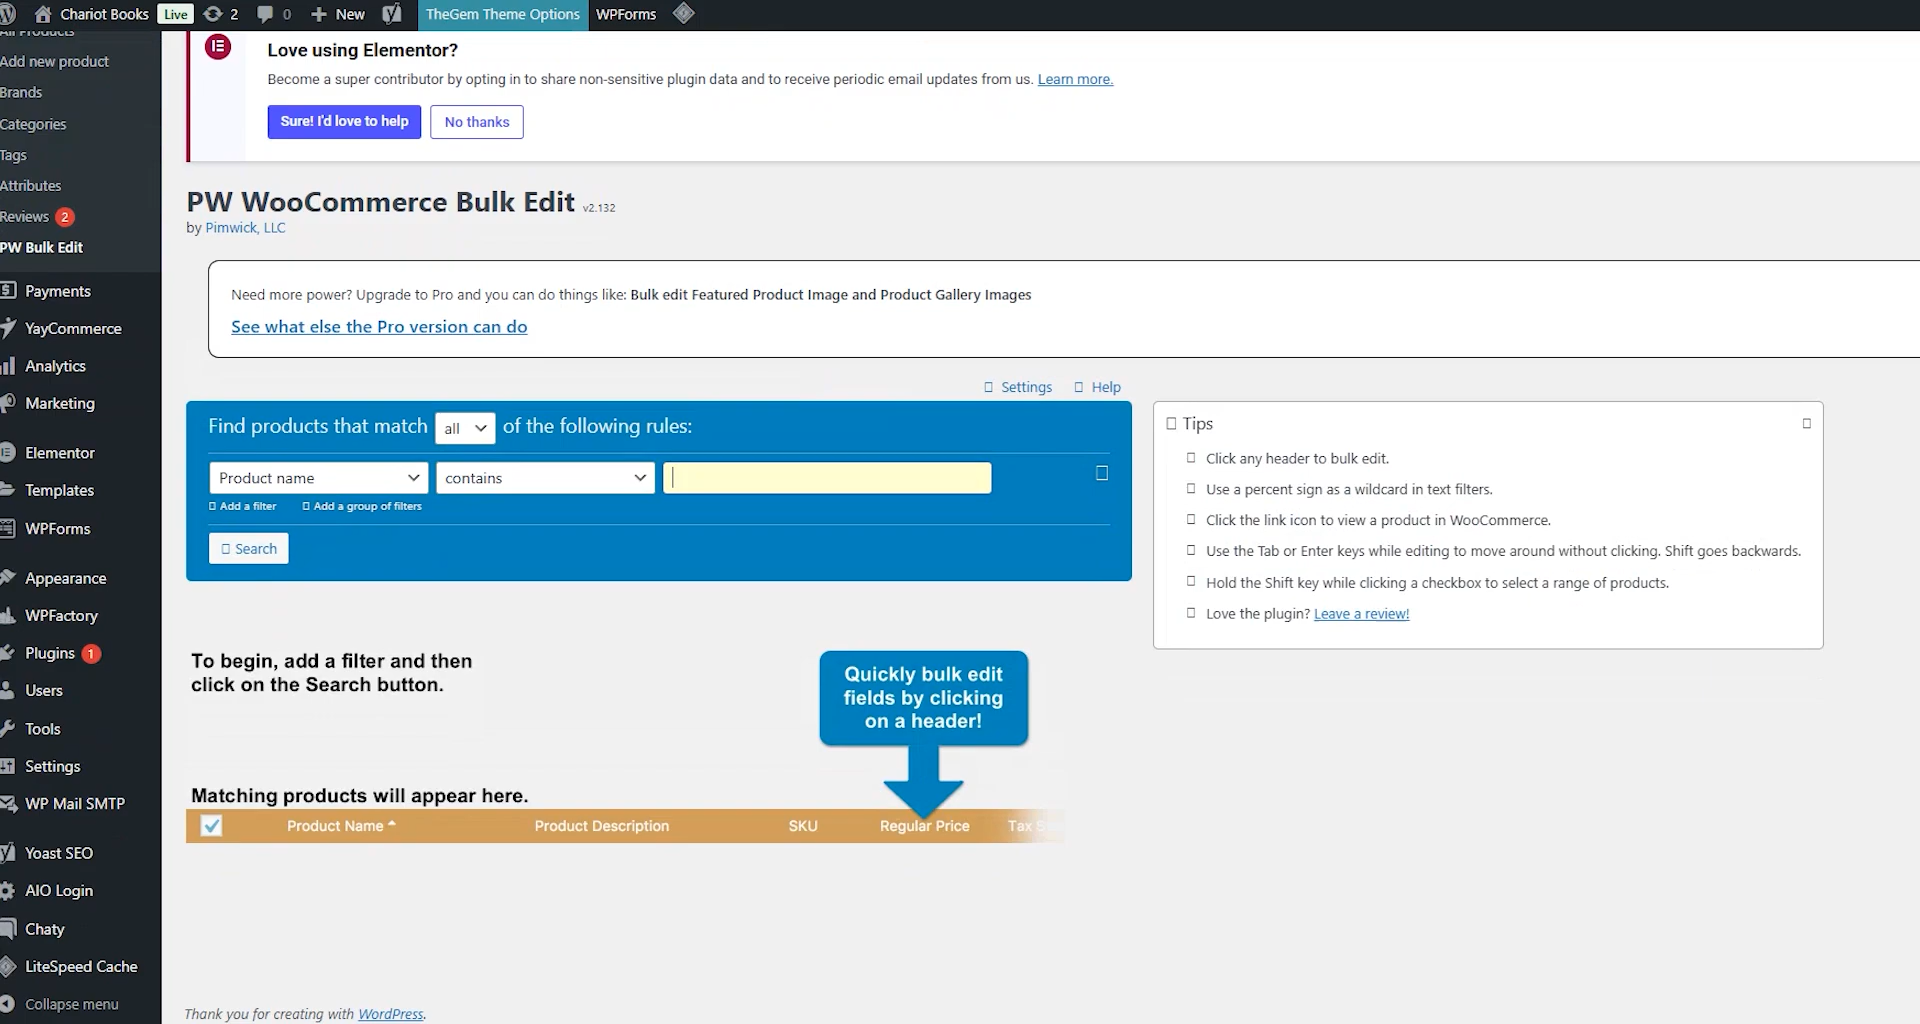 Chariot Books Live 2 0 New TheGem Theme Options WPForms
All Products
Add new product
Brands
Categories
Tags
Attributes
Reviews 2
PW Bulk Edit
Payments
YayCommerce
Analytics
Marketing
Elementor
Templates
WPForms
Appearance
WPFactory
Plugins 1
Users
Tools
Settings
WP Mail SMTP
Yoast SEO
AIO Login
Chaty
LiteSpeed Cache
Collapse menu
Love using Elementor?
Become a super contributor by opting in to share non-sensitive plugin data and to receive periodic email updates from us. Learn more.
Sure! I'd love to help No thanks
PW WooCommerce Bulk Edit v2.132
by Pimwick, LLC
Need more power? Upgrade to Pro and you can do things like: Bulk edit Featured Product Image and Product Gallery Images
See what else the Pro version can do
Settings Help
Find products that match all of the following rules:
Product name contains
Add a filter Add a group of filters
Search
Tips
Click any header to bulk edit.
Use a percent sign as a wildcard in text filters.
Click the link icon to view a product in WooCommerce.
Use the Tab or Enter keys while editing to move around without clicking. Shift goes backwards.
Hold the Shift key while clicking a checkbox to select a range of products.
Love the plugin? Leave a review!
To begin, add a filter and then
click on the Search button.
Quickly bulk edit
fields by clicking
on a header!
Matching products will appear here.
Product Name Product Description SKU Regular Price Tax
Thank you for creating with WordPress.